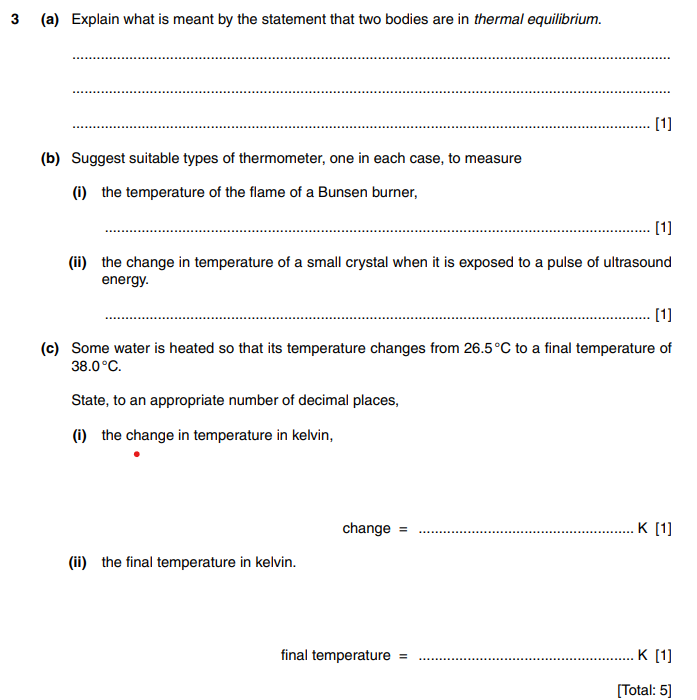 3 (a) Explain what is meant by the statement that two bodies are in thermal equilibrium.
..........................................................................................
..........................................................................................
.......................................................................................... [1]
(b) Suggest suitable types of thermometer, one in each case, to measure
(i) the temperature of the flame of a Bunsen burner,
.......................................................................................... [1]
(ii) the change in temperature of a small crystal when it is exposed to a pulse of ultrasound
energy.
.......................................................................................... [1]
(c) Some water is heated so that its temperature changes from 26.5 °C to a final temperature of
38.0 °C.
State, to an appropriate number of decimal places,
(i) the change in temperature in kelvin,
change = .................................................... K [1]
(ii) the final temperature in kelvin.
final temperature = .................................................... K [1]
[Total: 5]